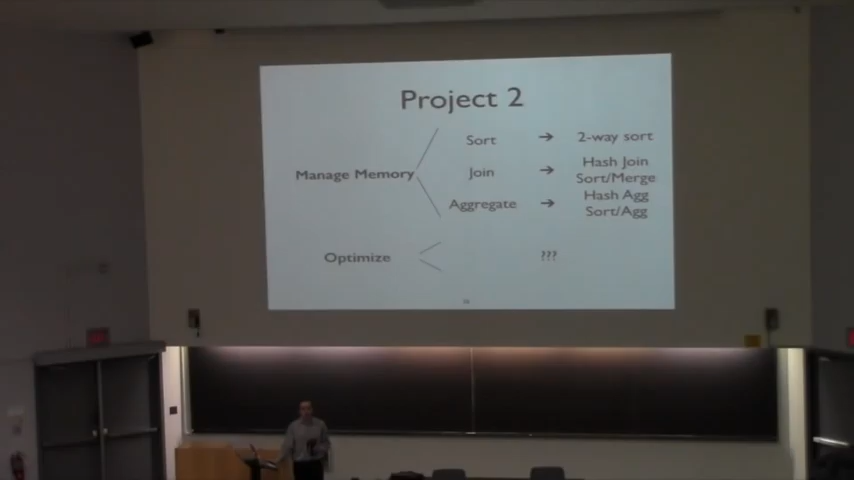 Project 2
Sort → 2-way sort
Manage Memory
Join → Hash Join
Sort/Merge
Aggregate → Hash Agg
Sort/Agg
Optimize
???